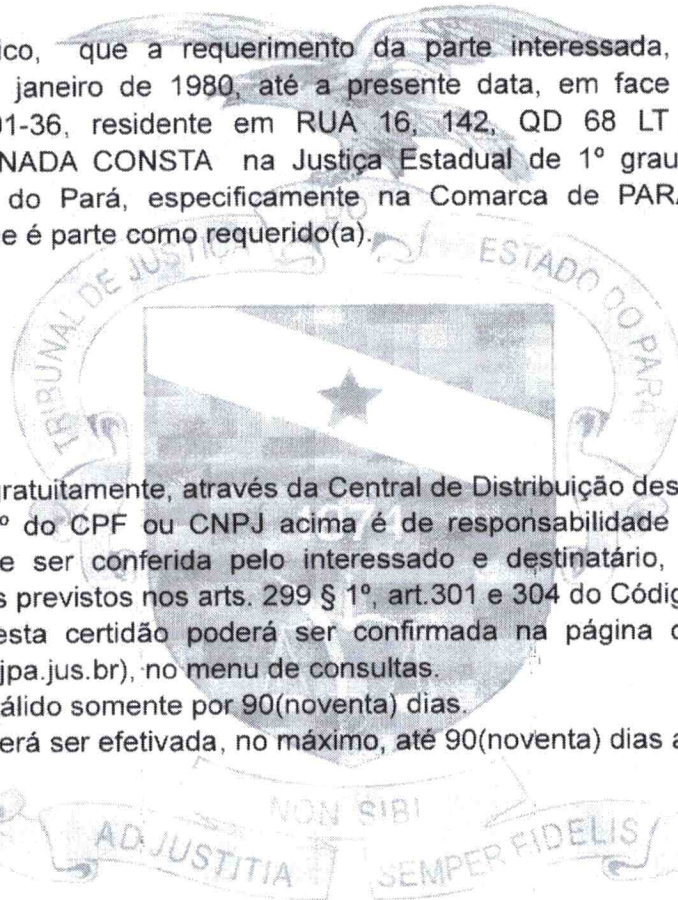 ico, que a requerimento da parte interessada,
janeiro de 1980, até a presente data, em face
01-36, residente em RUA 16, 142, QD 68 LT
NADA CONSTA na Justiça Estadual de 1º grau
do Pará, especificamente na Comarca de PARA
e é parte como requerido(a).
TRIBUNAL DE JUSTIÇA DO ESTADO DO PARÁ
gratuitamente, através da Central de Distribuição des
º do CPF ou CNPJ acima é de responsabilidade
e ser conferida pelo interessado e destinatário,
s previstos nos arts. 299 § 1º, art.301 e 304 do Códig
esta certidão poderá ser confirmada na página d
jpa.jus.br), no menu de consultas.
álido somente por 90(noventa) dias.
erá ser efetivada, no máximo, até 90(noventa) dias a
NON SIBI
AD JUSTITIA SEMPER FIDELIS